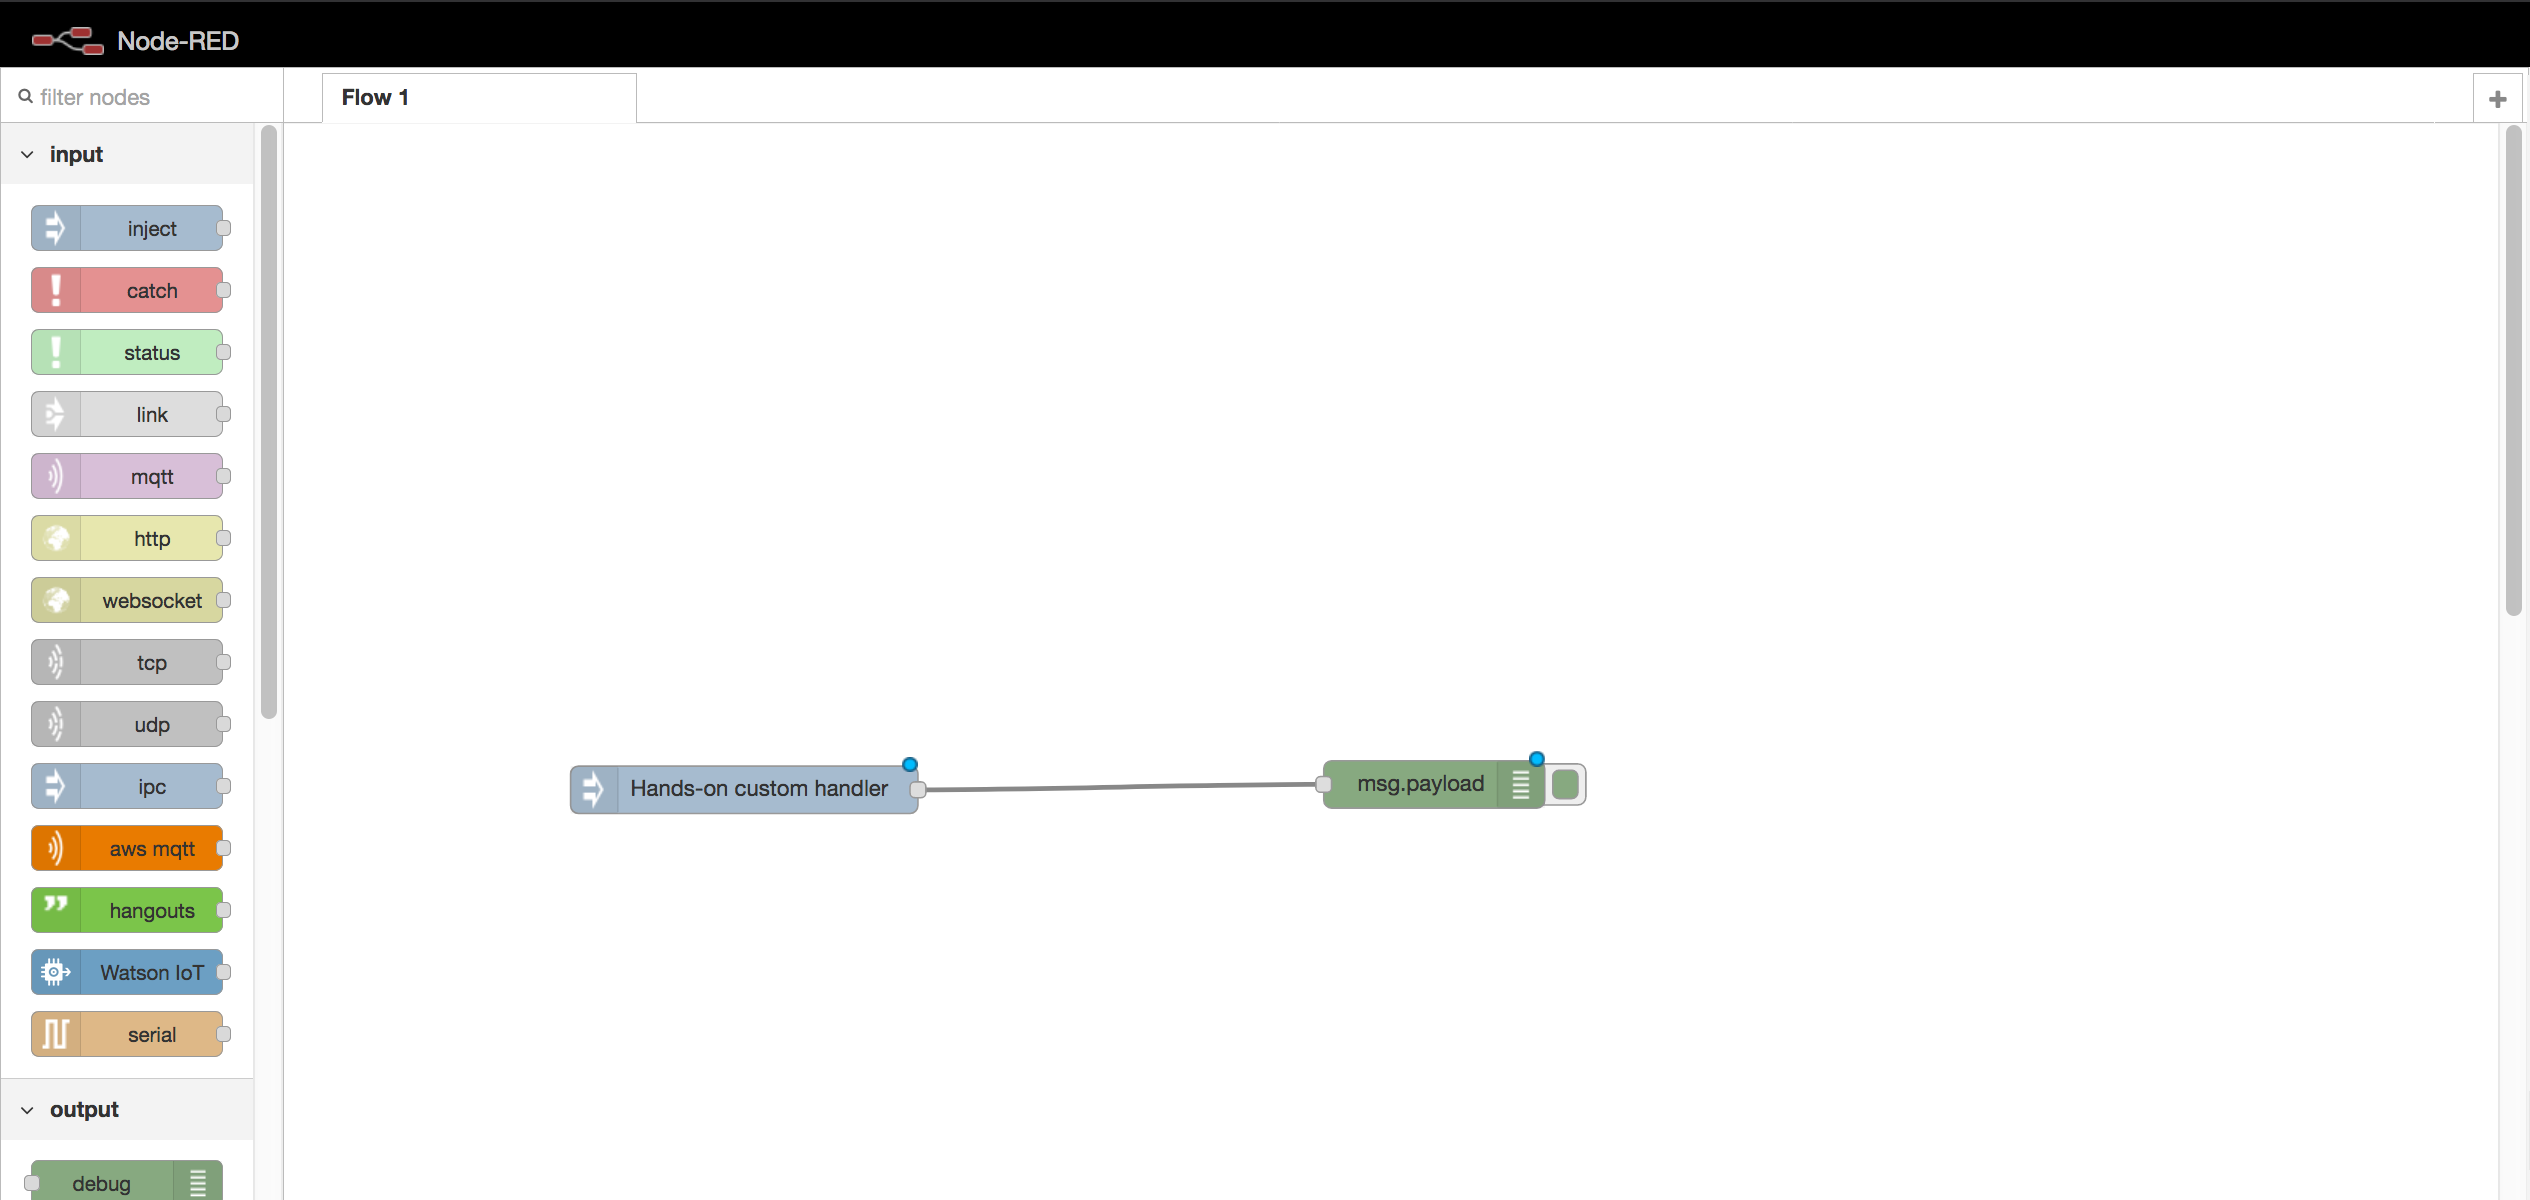 Node-RED
filter nodes
Flow 1
input
inject
catch
status
link
mqtt
http
websocket
tcp
udp
ipc
aws mqtt
hangouts
Watson IoT
serial
output
debug
Hands-on custom handler
msg.payload